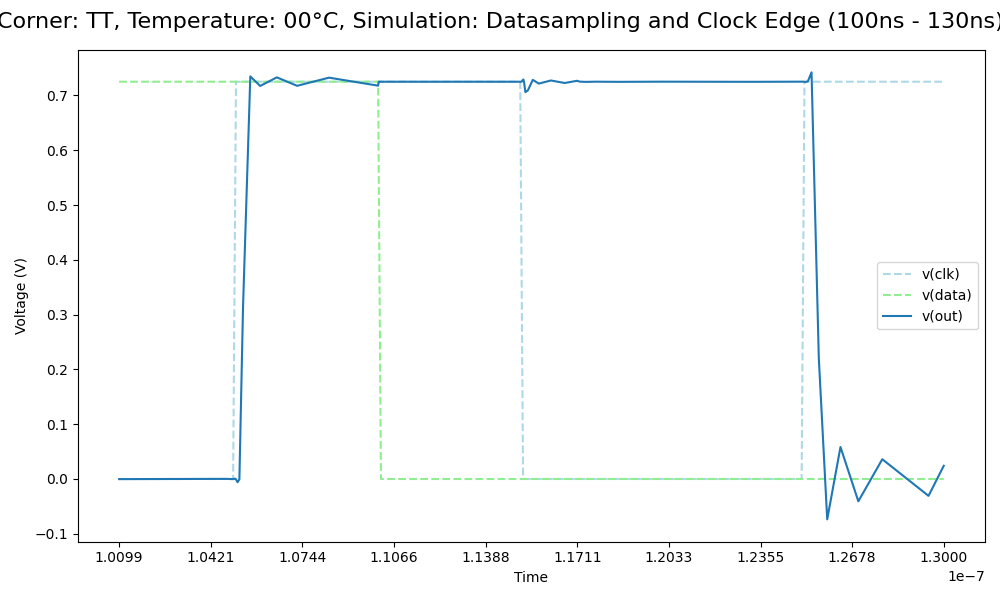 Corner: TT, Temperature: 00°C, Simulation: Datasampling and Clock Edge (100ns - 130ns)
0.7
0.6
0.5
0.4
0.3
0.2
0.1
0.0
−0.1
Voltage (V)
v(clk)
v(data)
v(out)
1.0099 1.0421 1.0744 1.1066 1.1388 1.1711 1.2033 1.2355 1.2678 1.3000
1e−7
Time